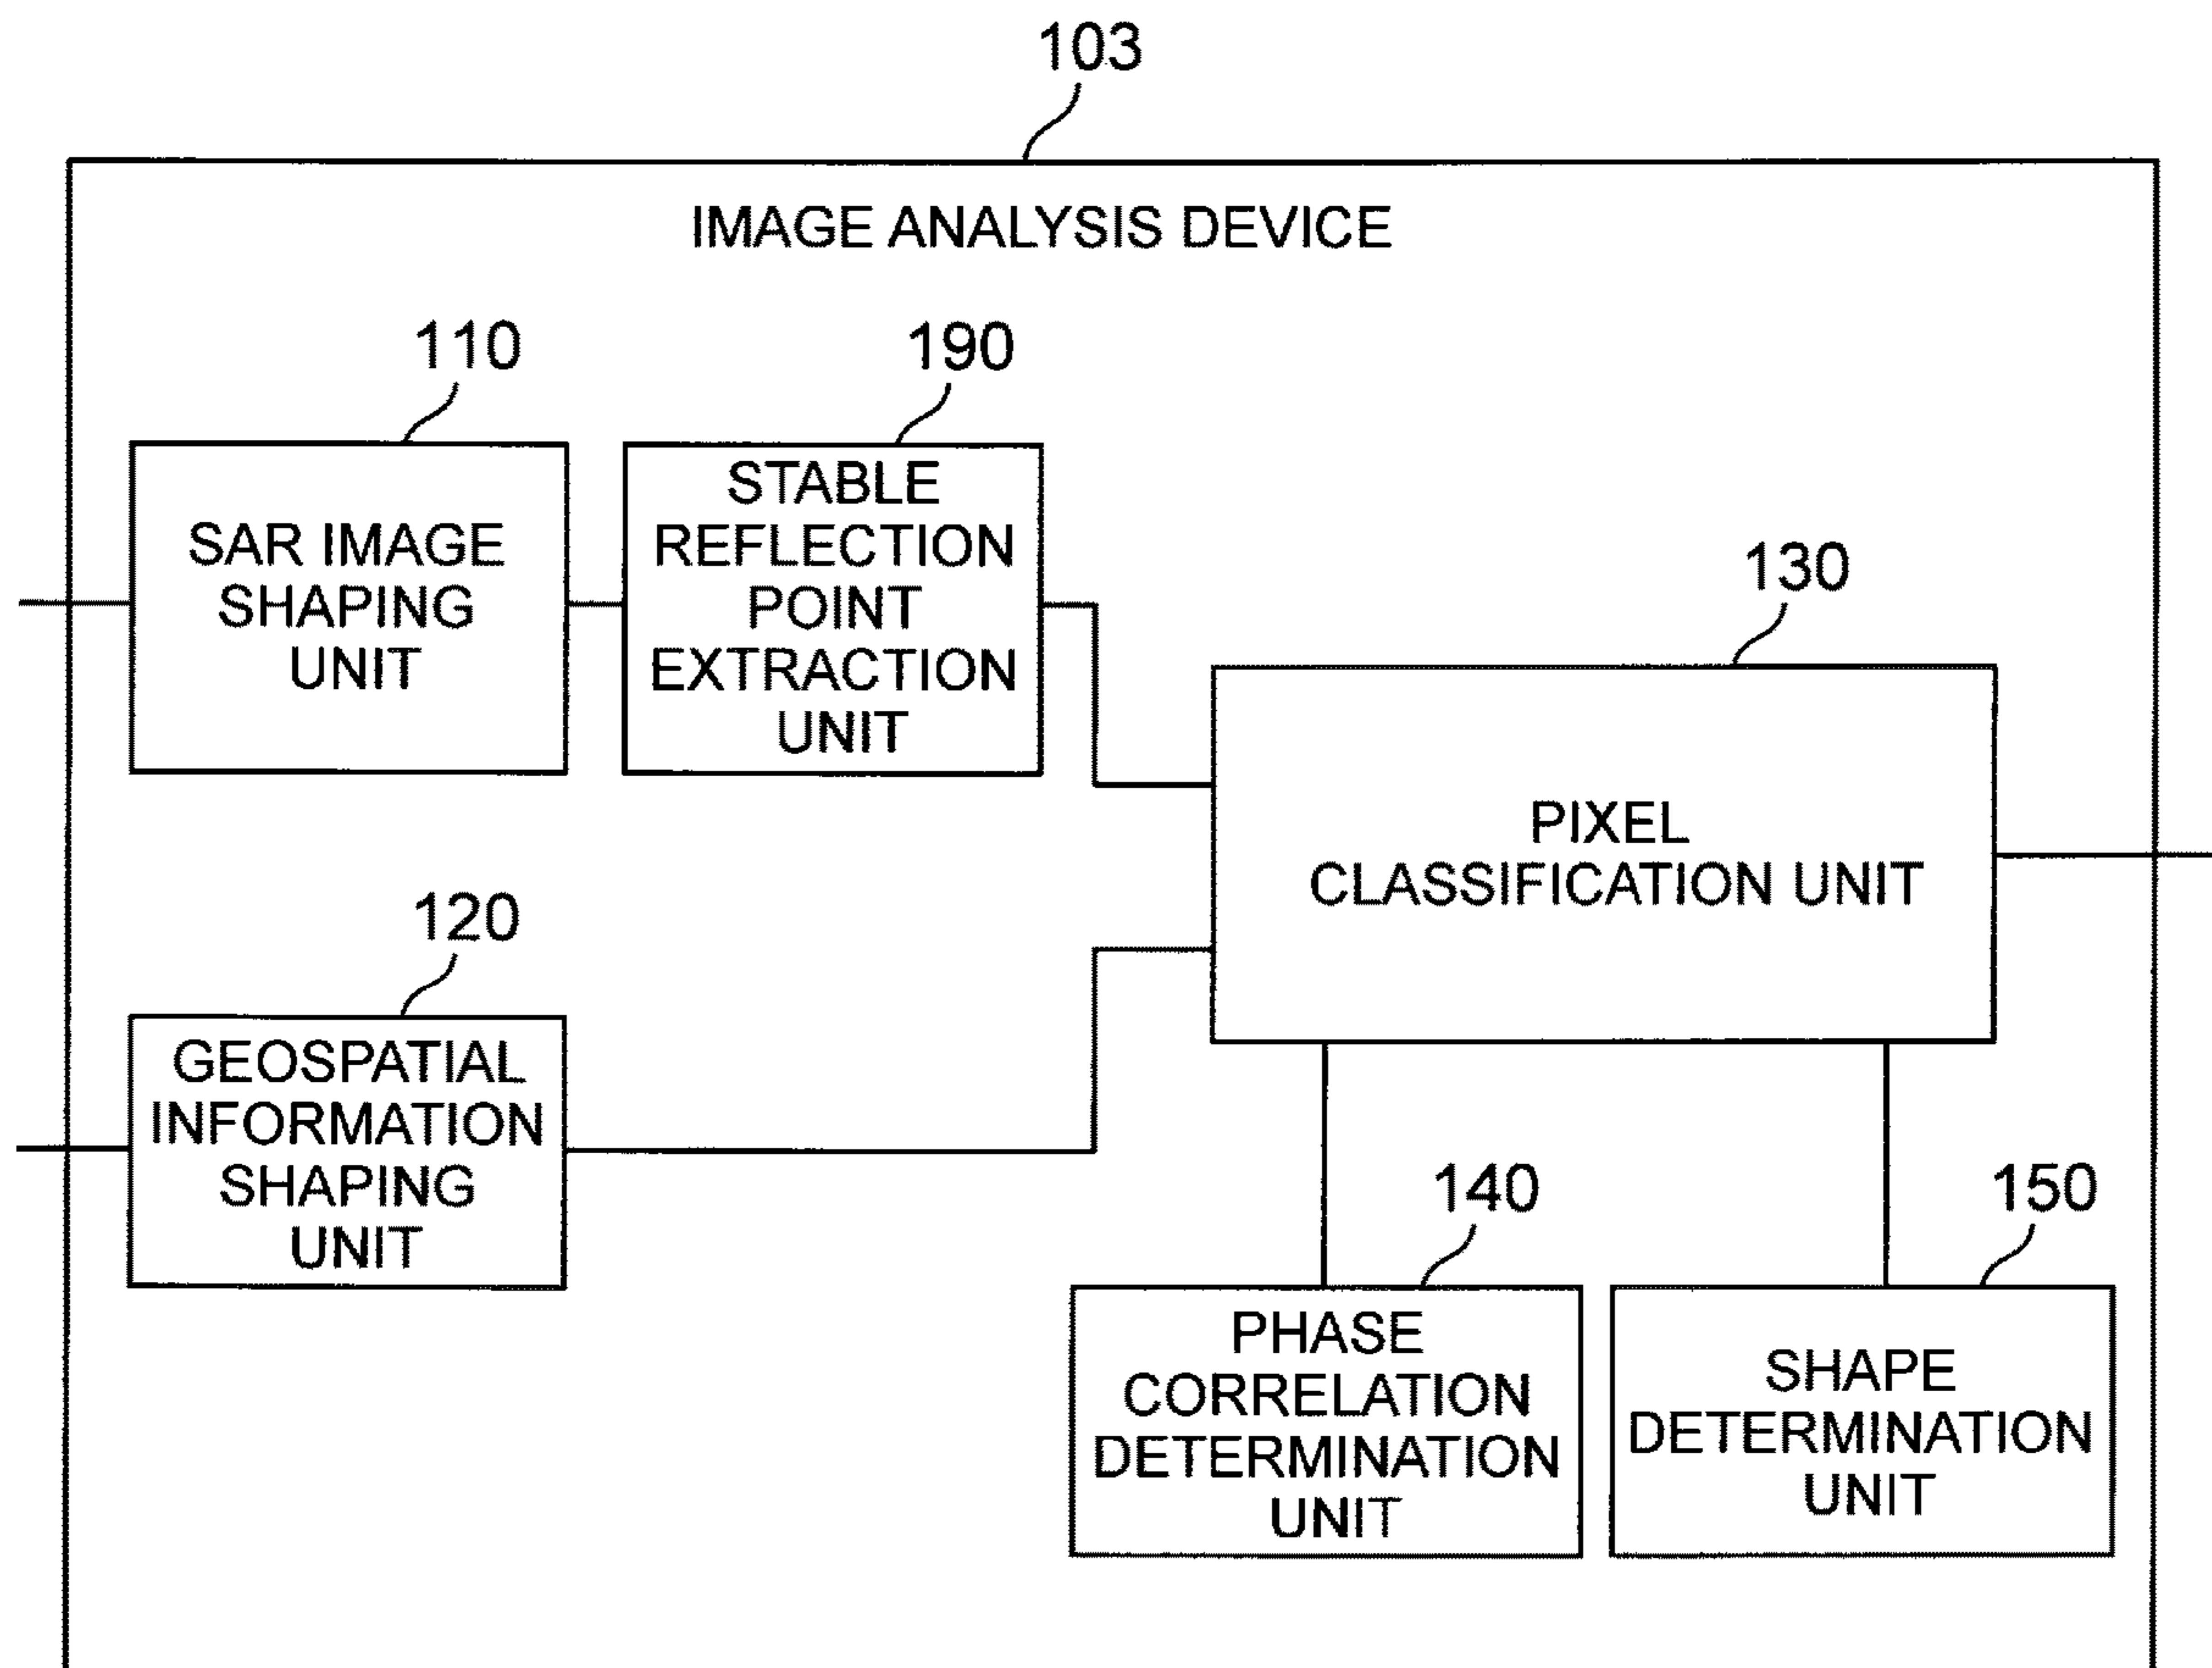 103
IMAGE ANALYSIS DEVICE
110
SAR IMAGE
SHAPING
UNIT
190
STABLE
REFLECTION
POINT
EXTRACTION
UNIT
130
PIXEL
CLASSIFICATION UNIT
120
GEOSPATIAL
INFORMATION
SHAPING
UNIT
140
PHASE
CORRELATION
DETERMINATION
UNIT
150
SHAPE
DETERMINATION
UNIT